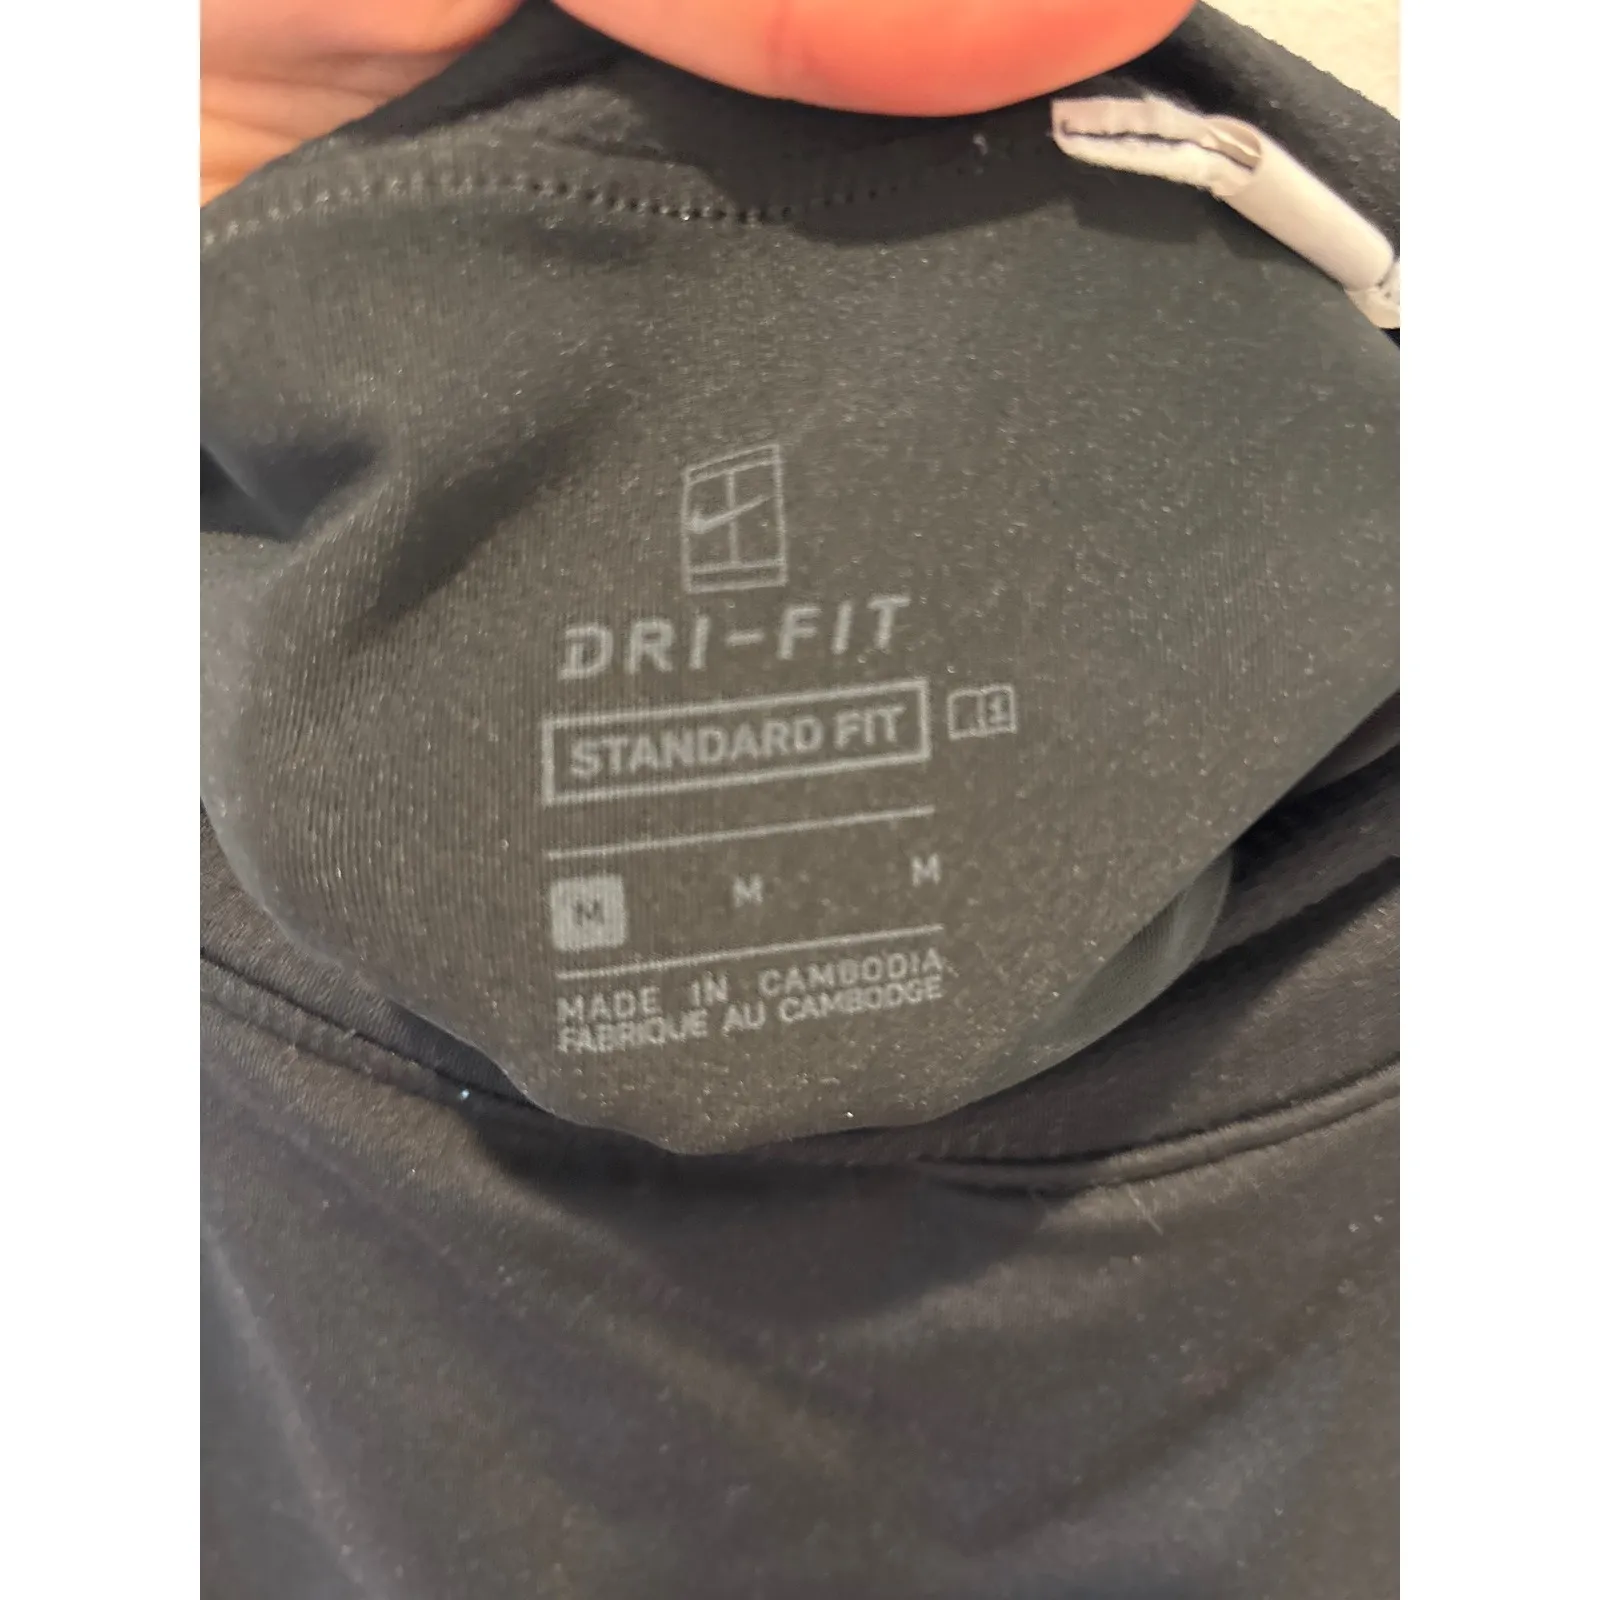 DRI-FIT
STANDARD FIT
M M M
MADE IN CAMBODIA
FABRIQUE AU CAMBODGE